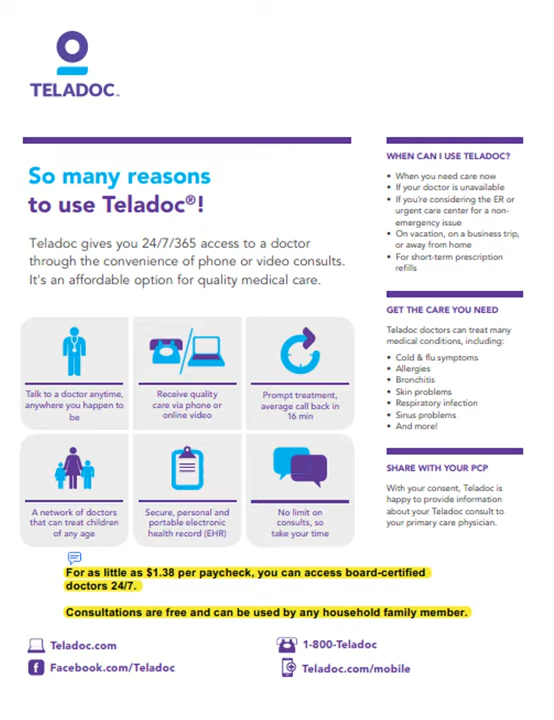 TELADOC™
So many reasons
to use Teladoc®!
Teladoc gives you 24/7/365 access to a doctor
through the convenience of phone or video consults.
It's an affordable option for quality medical care.
Talk to a doctor anytime,
anywhere you happen to
be
Receive quality
care via phone or
online video
Prompt treatment,
average call back in
16 min
A network of doctors
that can treat children
of any age
Secure, personal and
portable electronic
health record (EHR)
No limit on
consults, so
take your time
WHEN CAN I USE TELADOC?
• When you need care now
• If your doctor is unavailable
• If you're considering the ER or
urgent care center for a non-
emergency issue
• On vacation, on a business trip,
or away from home
• For short-term prescription
refills
GET THE CARE YOU NEED
Teladoc doctors can treat many
medical conditions, including:
• Cold & flu symptoms
• Allergies
• Bronchitis
• Skin problems
• Respiratory infection
• Sinus problems
• And more!
SHARE WITH YOUR PCP
With your consent, Teladoc is
happy to provide information
about your Teladoc consult to
your primary care physician.
For as little as $1.38 per paycheck, you can access board-certified
doctors 24/7.
Consultations are free and can be used by any household family member.
Teladoc.com
1-800-Teladoc
Facebook.com/Teladoc
Teladoc.com/mobile